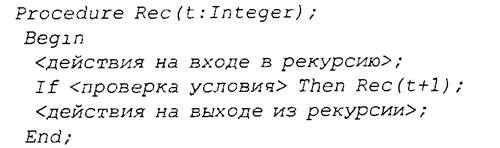 Procedure Rec(t:Integer);
Begin
<действия на входе в рекурсию>;
If <проверка условия> Then Rec(t+1);
<действия на выходе из рекурсии>;
End;